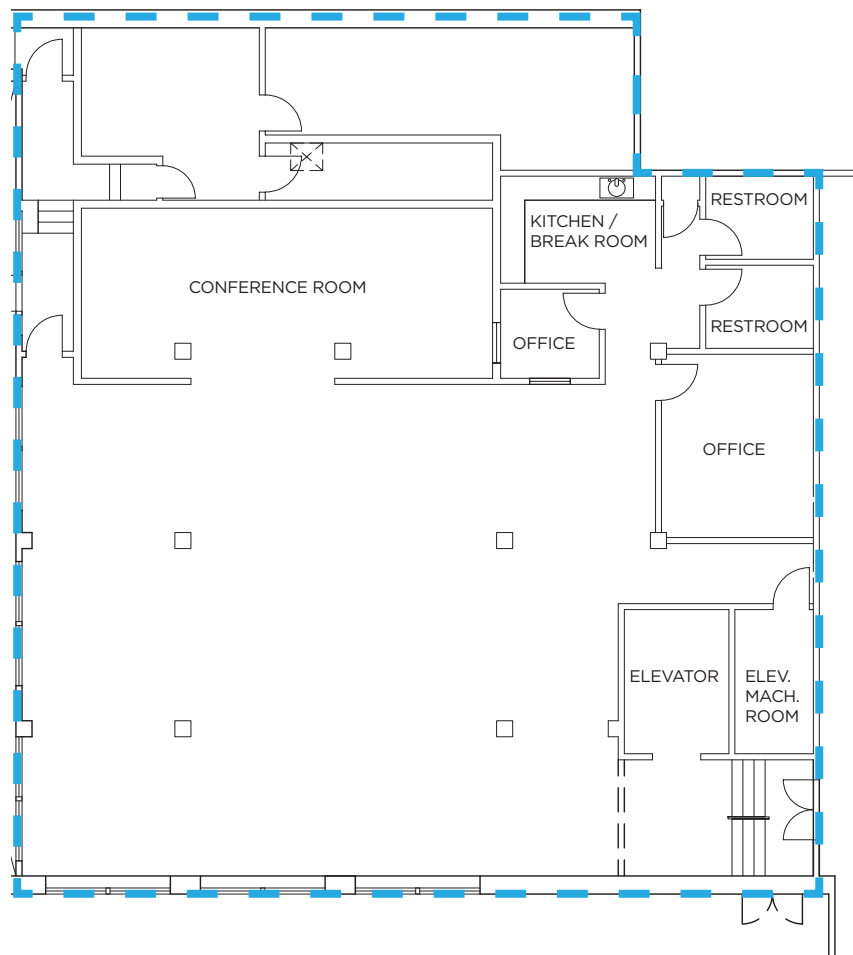 RESTROOM
KITCHEN /
BREAK ROOM
CONFERENCE ROOM
RESTROOM
OFFICE
OFFICE
ELEVATOR
ELEV.
MACH.
ROOM